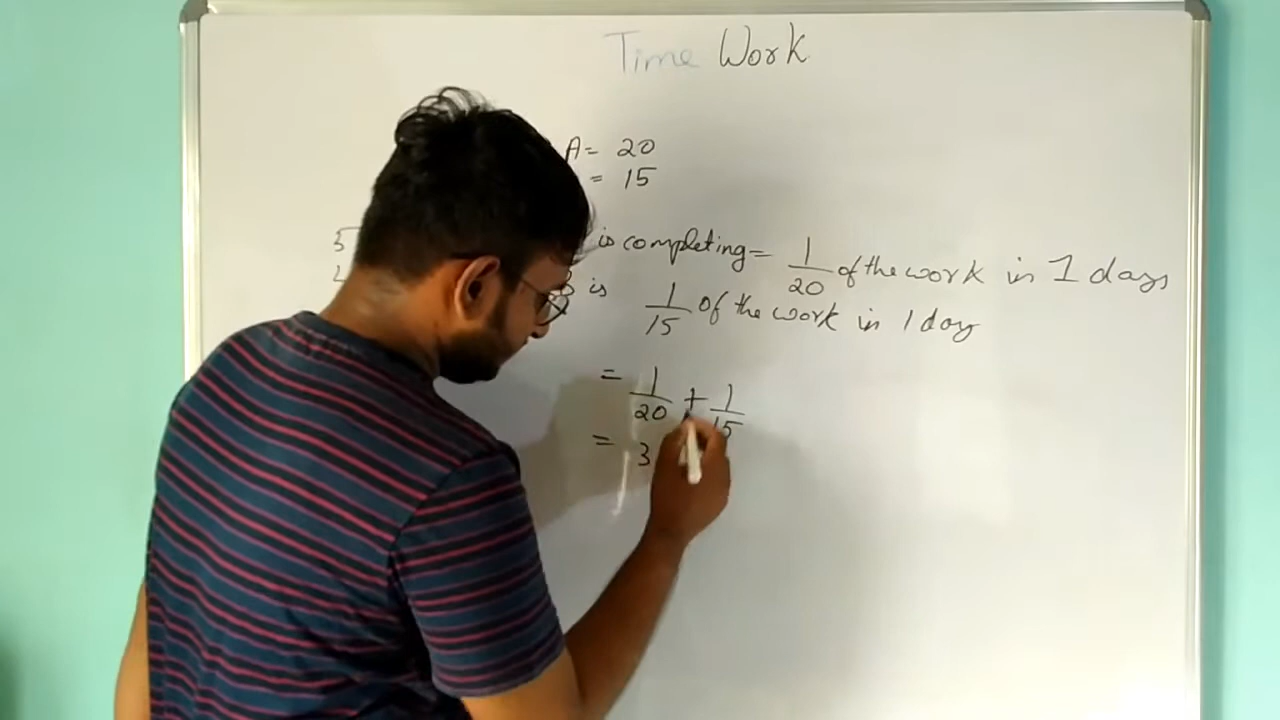 Time Work
A= 20
= 15
5
is completing= 1/20 of the work in 1 days
is 1/15 of the work in 1 day
= 1/20 + 1/15
= 3